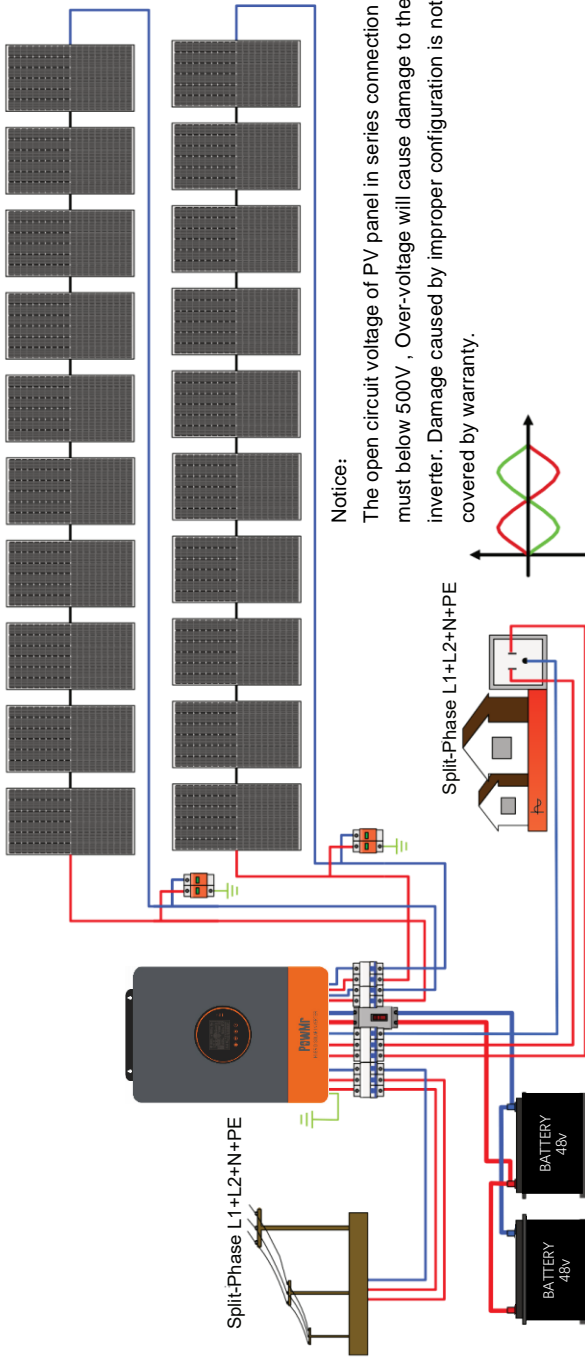 Notice:
The open circuit voltage of PV panel in series connection
must below 500V , Over-voltage will cause damage to the
inverter. Damage caused by improper configuration is not
covered by warranty.
Split-Phase L1+L2+N+PE
Split-Phase L1+L2+N+PE
PowMr
BATTERY
48v
BATTERY
48v